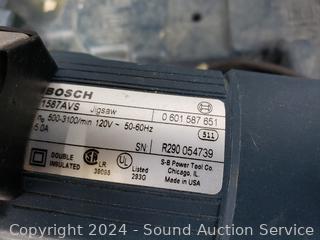 BOSCH
1587AVS Jigsaw 0 601 587 651
n₀ 500-3100/min 120V ~ 50-60Hz 511
5.0A
SN R290 054739
DOUBLE
INSULATED
LR
38098
Listed
293G
S-B Power Tool Co.
Chicago, IL
Made in USA
Copyright 2024 - Sound Auction Service